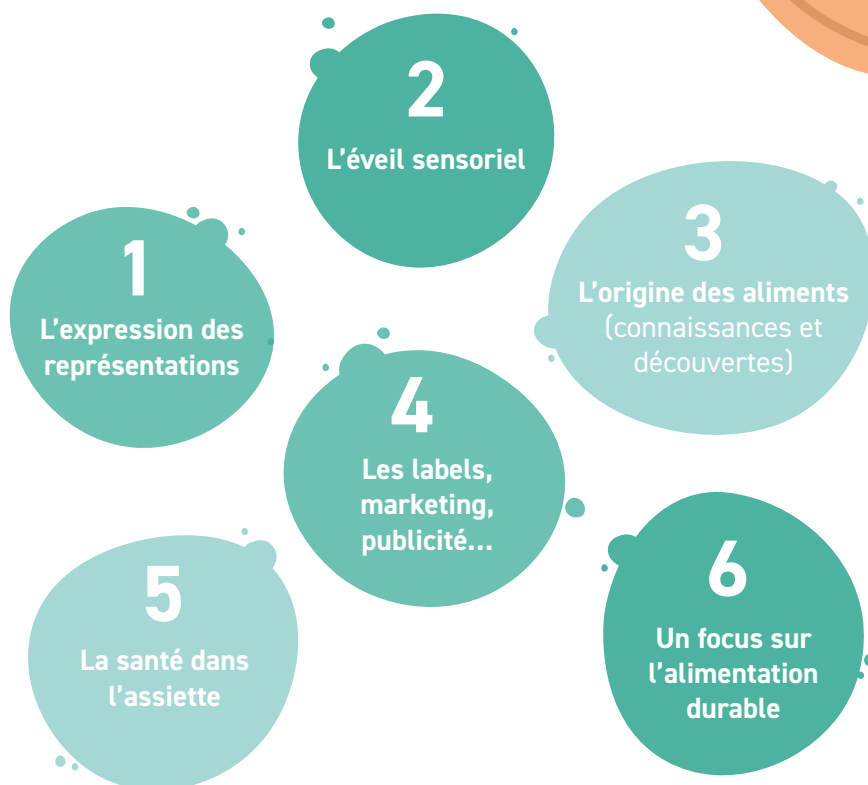 1
L'expression des
représentations
2
L'éveil sensoriel
3
L'origine des aliments
(connaissances et
découvertes)
4
Les labels,
marketing,
publicité...
5
La santé dans
l'assiette
6
Un focus sur
l'alimentation
durable